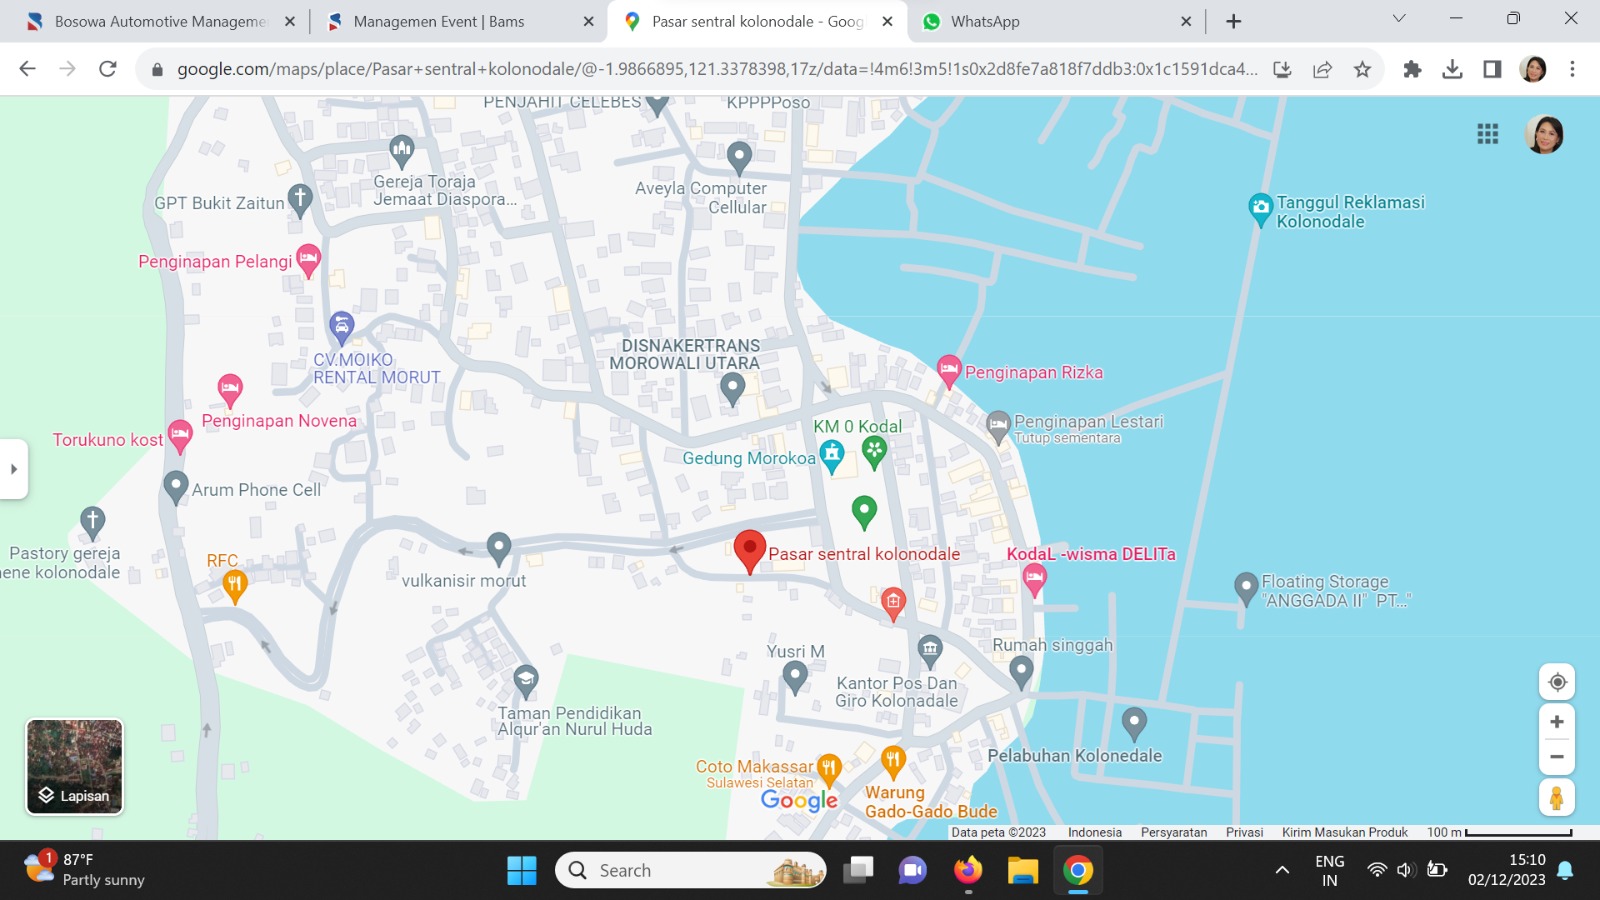 Bosowa Automotive Manageme
Managemen Event | Bams
Pasar sentral kolonodale - Goog
WhatsApp
google.com/maps/place/Pasar+sentral+kolonodale/@-1.9866895,121.3378398,17z/data=!4m6!3m5!1s0x2d8fe7a818f7ddb3:0x1c1591dca4...
PENJAHIT CELEBES
KPPPPoso
Gereja Toraja
Jemaat Diaspora...
Aveyla Computer
Cellular
GPT Bukit Zaitun
Tanggul Reklamasi
Kolonodale
Penginapan Pelangi
CV.MOIKO
RENTAL MORUT
DISNAKERTRANS
MOROWALI UTARA
Penginapan Rizka
Penginapan Novena
Penginapan Lestari
Tutup sementara
KM 0 Kodal
Torukuno kost
Gedung Morokoa
Arum Phone Cell
Pastory gereja
ene kolonodale
RFC
vulkanisir morut
Pasar sentral kolonodale
KodaL -wisma DELITa
Floating Storage
"ANGGADA II" PT..."
Yusri M
Rumah singgah
Kantor Pos Dan
Giro Kolonadale
Taman Pendidikan
Alqur'an Nurul Huda
Pelabuhan Kolonedale
Coto Makassar
Sulawesi Selatan
Google
Warung
Gado-Gado Bude
Lapisan
Data peta ©2023
Indonesia
Persyaratan
Privasi
Kirim Masukan Produk
100 m
1
87°F
Partly sunny
Search
ENG
IN
15:10
02/12/2023